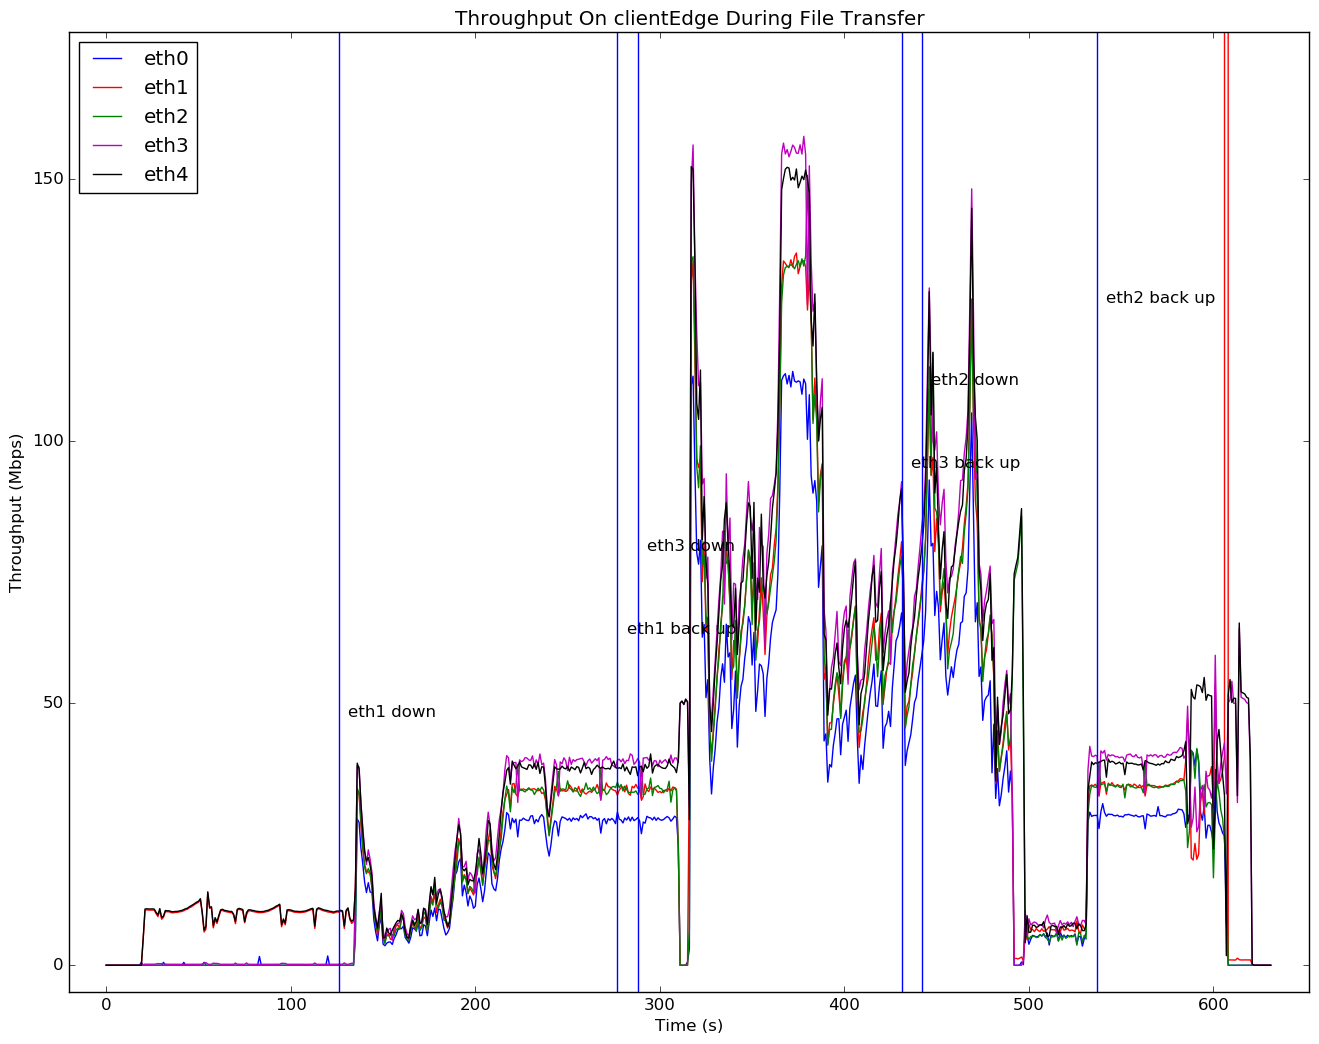 Throughput On clientEdge During File Transfer
eth0
eth1
eth2
eth3
eth4
150
100
50
0
Throughput (Mbps)
eth2 back up
eth2 down
eth3 back up
eth3 down
eth1 back up
eth1 down
0
100
200
300
400
500
600
Time (s)